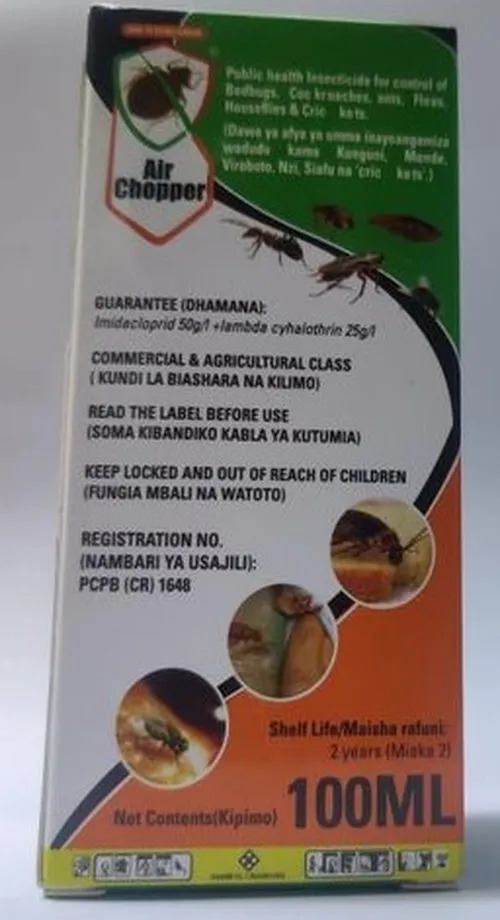 Air
Chopper
Public health Insecticide for control of
Bedbugs, Coc kroaches, ants, Fleas,
Houseflies & Cric kets.
(Dawa ya afya ya umma inayoangamiza
wadudu kama Kunguni, Mende,
Viroboto, Nzi, Siafu na 'cric kets'.)
GUARANTEE (DHAMANA):
Imidacloprid 50g/l +lambda cyhalothrin 25g/l
COMMERCIAL & AGRICULTURAL CLASS
( KUNDI LA BIASHARA NA KILIMO)
READ THE LABEL BEFORE USE
(SOMA KIBANDIKO KABLA YA KUTUMIA)
KEEP LOCKED AND OUT OF REACH OF CHILDREN
(FUNGIA MBALI NA WATOTO)
REGISTRATION NO.
(NAMBARI YA USAJILI):
PCPB (CR) 1648
Shelf Life/Maisha rafuni:
2 years (Miaka 2)
Net Contents(Kipimo) 100ML